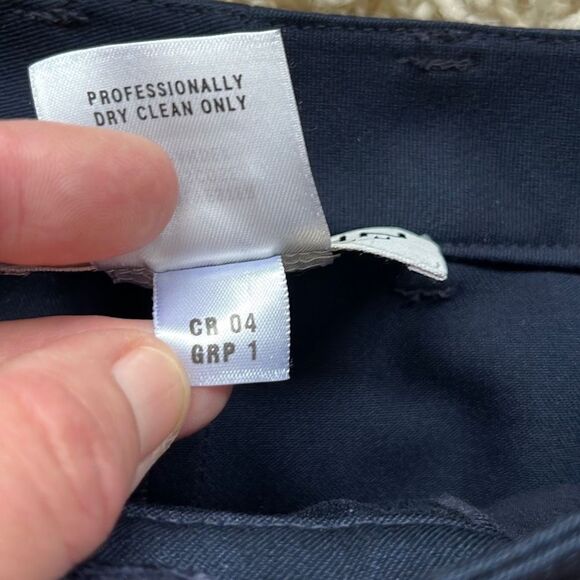 PROFESSIONALLY
DRY CLEAN ONLY
CR 04
GRP 1